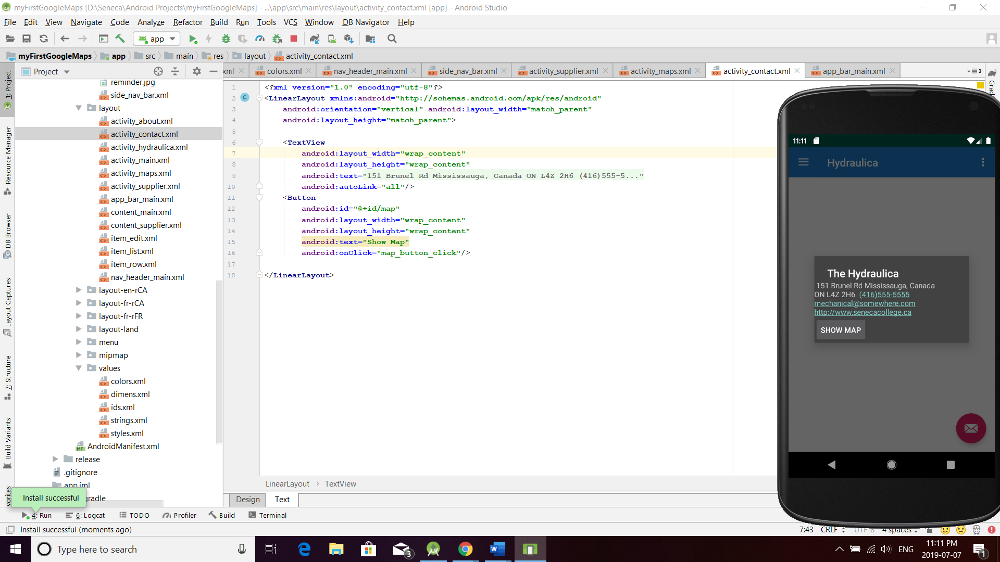 myFirstGoogleMaps [D:\Seneca\Android Projects\myFirstGoogleMaps] - ...\app\src\main\res\layout\activity_contact.xml [app] - Android Studio
File Edit View Navigate Code Analyze Refactor Build Run Tools VCS Window DB Navigator Help
app
myFirstGoogleMaps app src main res layout activity_contact.xml
Project
xml colors.xml nav_header_main.xml side_nav_bar.xml activity_supplier.xml activity_maps.xml activity_contact.xml app_bar_main.xml 3
1: Project
Resource Manager
DB Browser
Layout Captures
7: Structure
Build Variants
vorites
reminder.jpg
side_nav_bar.xml
layout
activity_about.xml
activity_contact.xml
activity_hydraulica.xml
activity_main.xml
activity_maps.xml
activity_supplier.xml
app_bar_main.xml
content_main.xml
content_supplier.xml
item_edit.xml
item_list.xml
item_row.xml
nav_header_main.xml
layout-en-rCA
layout-fr-rCA
layout-fr-rFR
layout-land
menu
mipmap
values
colors.xml
dimens.xml
ids.xml
strings.xml
styles.xml
MF AndroidManifest.xml
release
.gitignore
app.iml
gradle
Install successful
1 <?xml version="1.0" encoding="utf-8"?>
2 C <LinearLayout xmlns:android="http://schemas.android.com/apk/res/android"
3 android:orientation="vertical" android:layout_width="match_parent"
4 android:layout_height="match_parent">
5
6 <TextView
7 android:layout_width="wrap_content"
8 android:layout_height="wrap_content"
9 android:text="151 Brunel Rd Mississauga, Canada ON L4Z 2H6 (416)555-5..."
10 android:autoLink="all"/>
11 <Button
12 android:id="@+id/map"
13 android:layout_width="wrap_content"
14 android:layout_height="wrap_content"
15 android:text="Show Map"
16 android:onClick="map_button_click"/>
17
18 </LinearLayout>
LinearLayout › TextView
Design Text
Grad
11:11
Hydraulica
The Hydraulica
151 Brunel Rd Mississauga, Canada
ON L4Z 2H6 (416)555-5555
mechanical@somewhere.com
http://www.senecacollege.ca
SHOW MAP
4: Run 6: Logcat TODO Profiler Build Terminal
Install successful (moments ago) 7:43 CRLF UTF-8 4 spaces
Type here to search
3
ENG
11:11 PM
2019-07-07
1